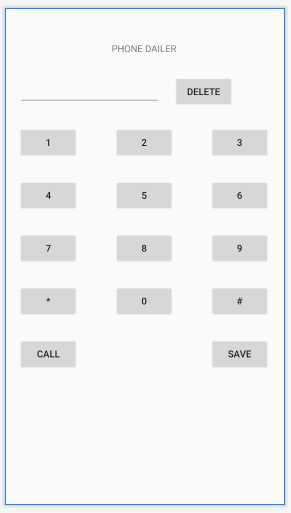 PHONE DAILER
DELETE
1 2 3
4 5 6
7 8 9
* 0 #
CALL SAVE